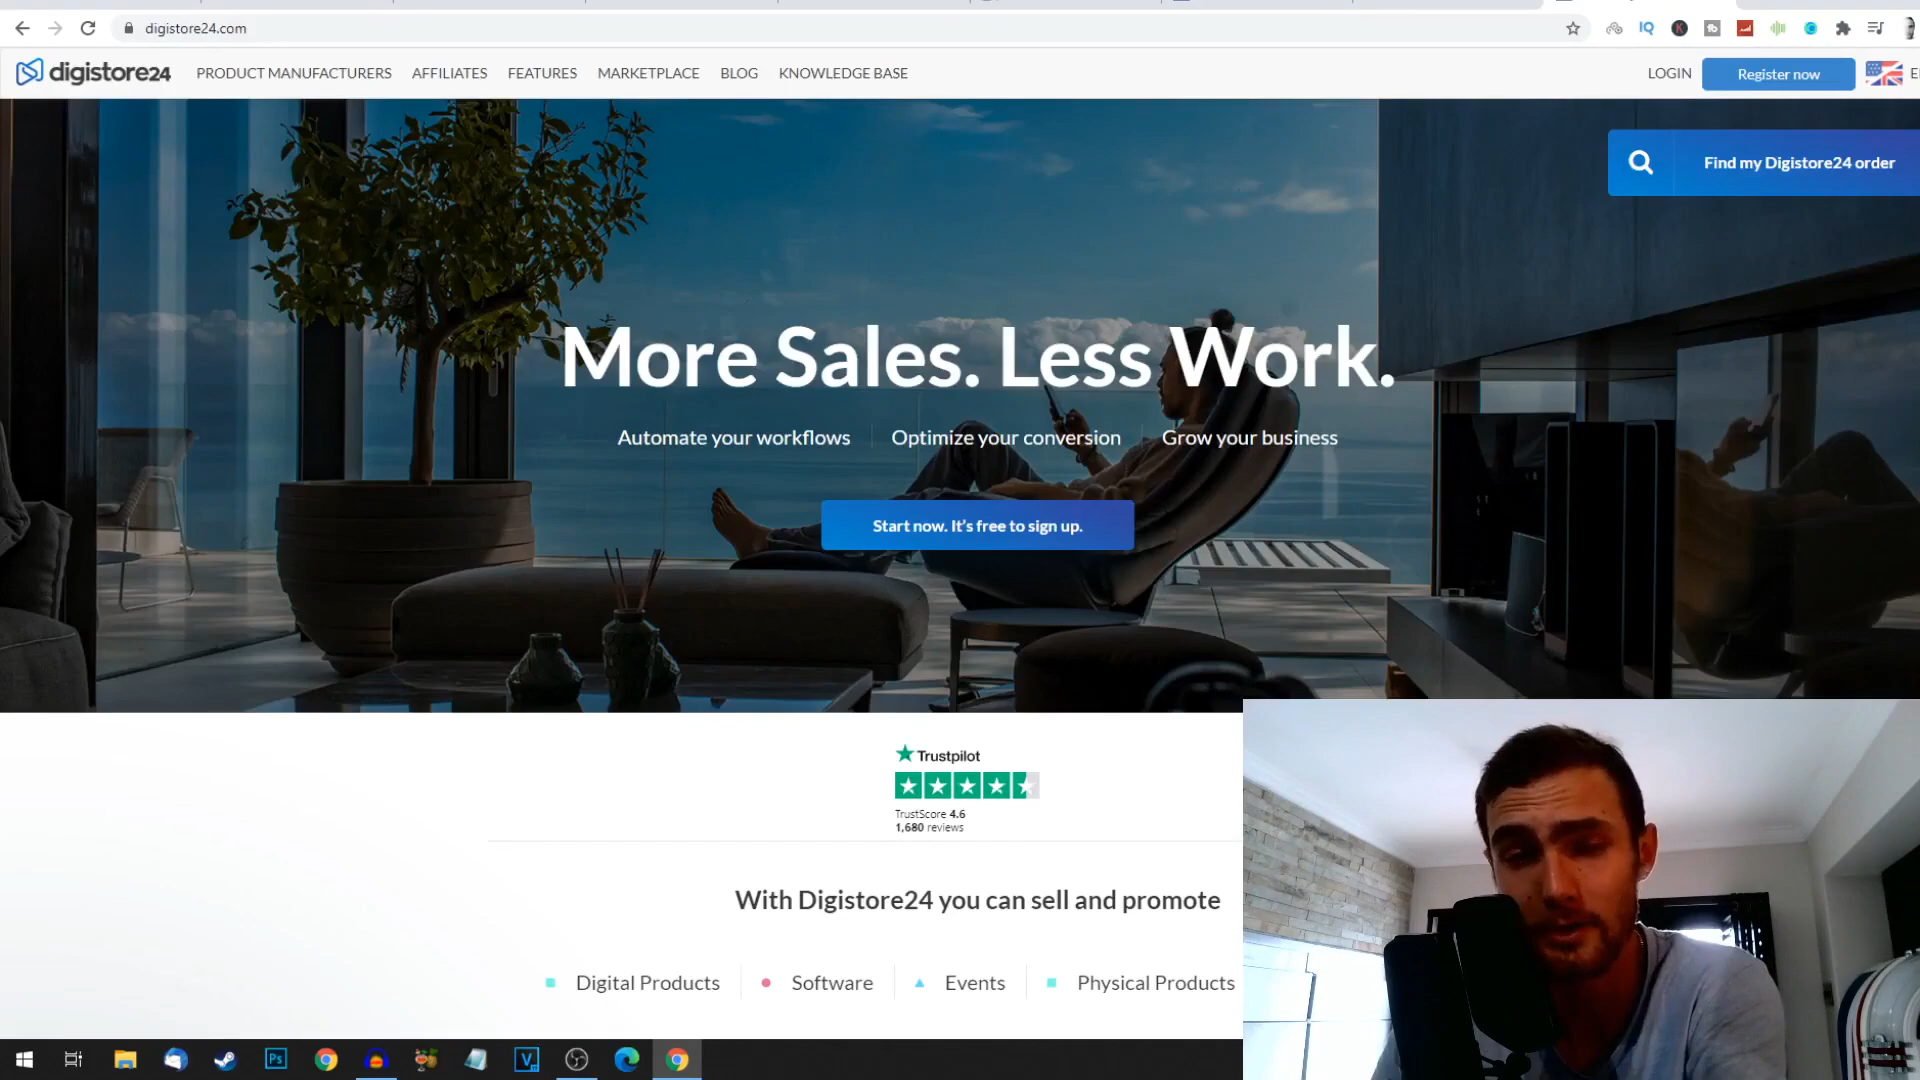 digistore24.com
IQ
digistore24
PRODUCT MANUFACTURERS AFFILIATES FEATURES MARKETPLACE BLOG KNOWLEDGE BASE
LOGIN
Register now
Find my Digistore24 order
More Sales. Less Work.
Automate your workflows
Optimize your conversion
Grow your business
Start now. It's free to sign up.
Trustpilot
TrustScore 4.6
1,680 reviews
With Digistore24 you can sell and promote
Digital Products
Software
Events
Physical Products
Ps
V